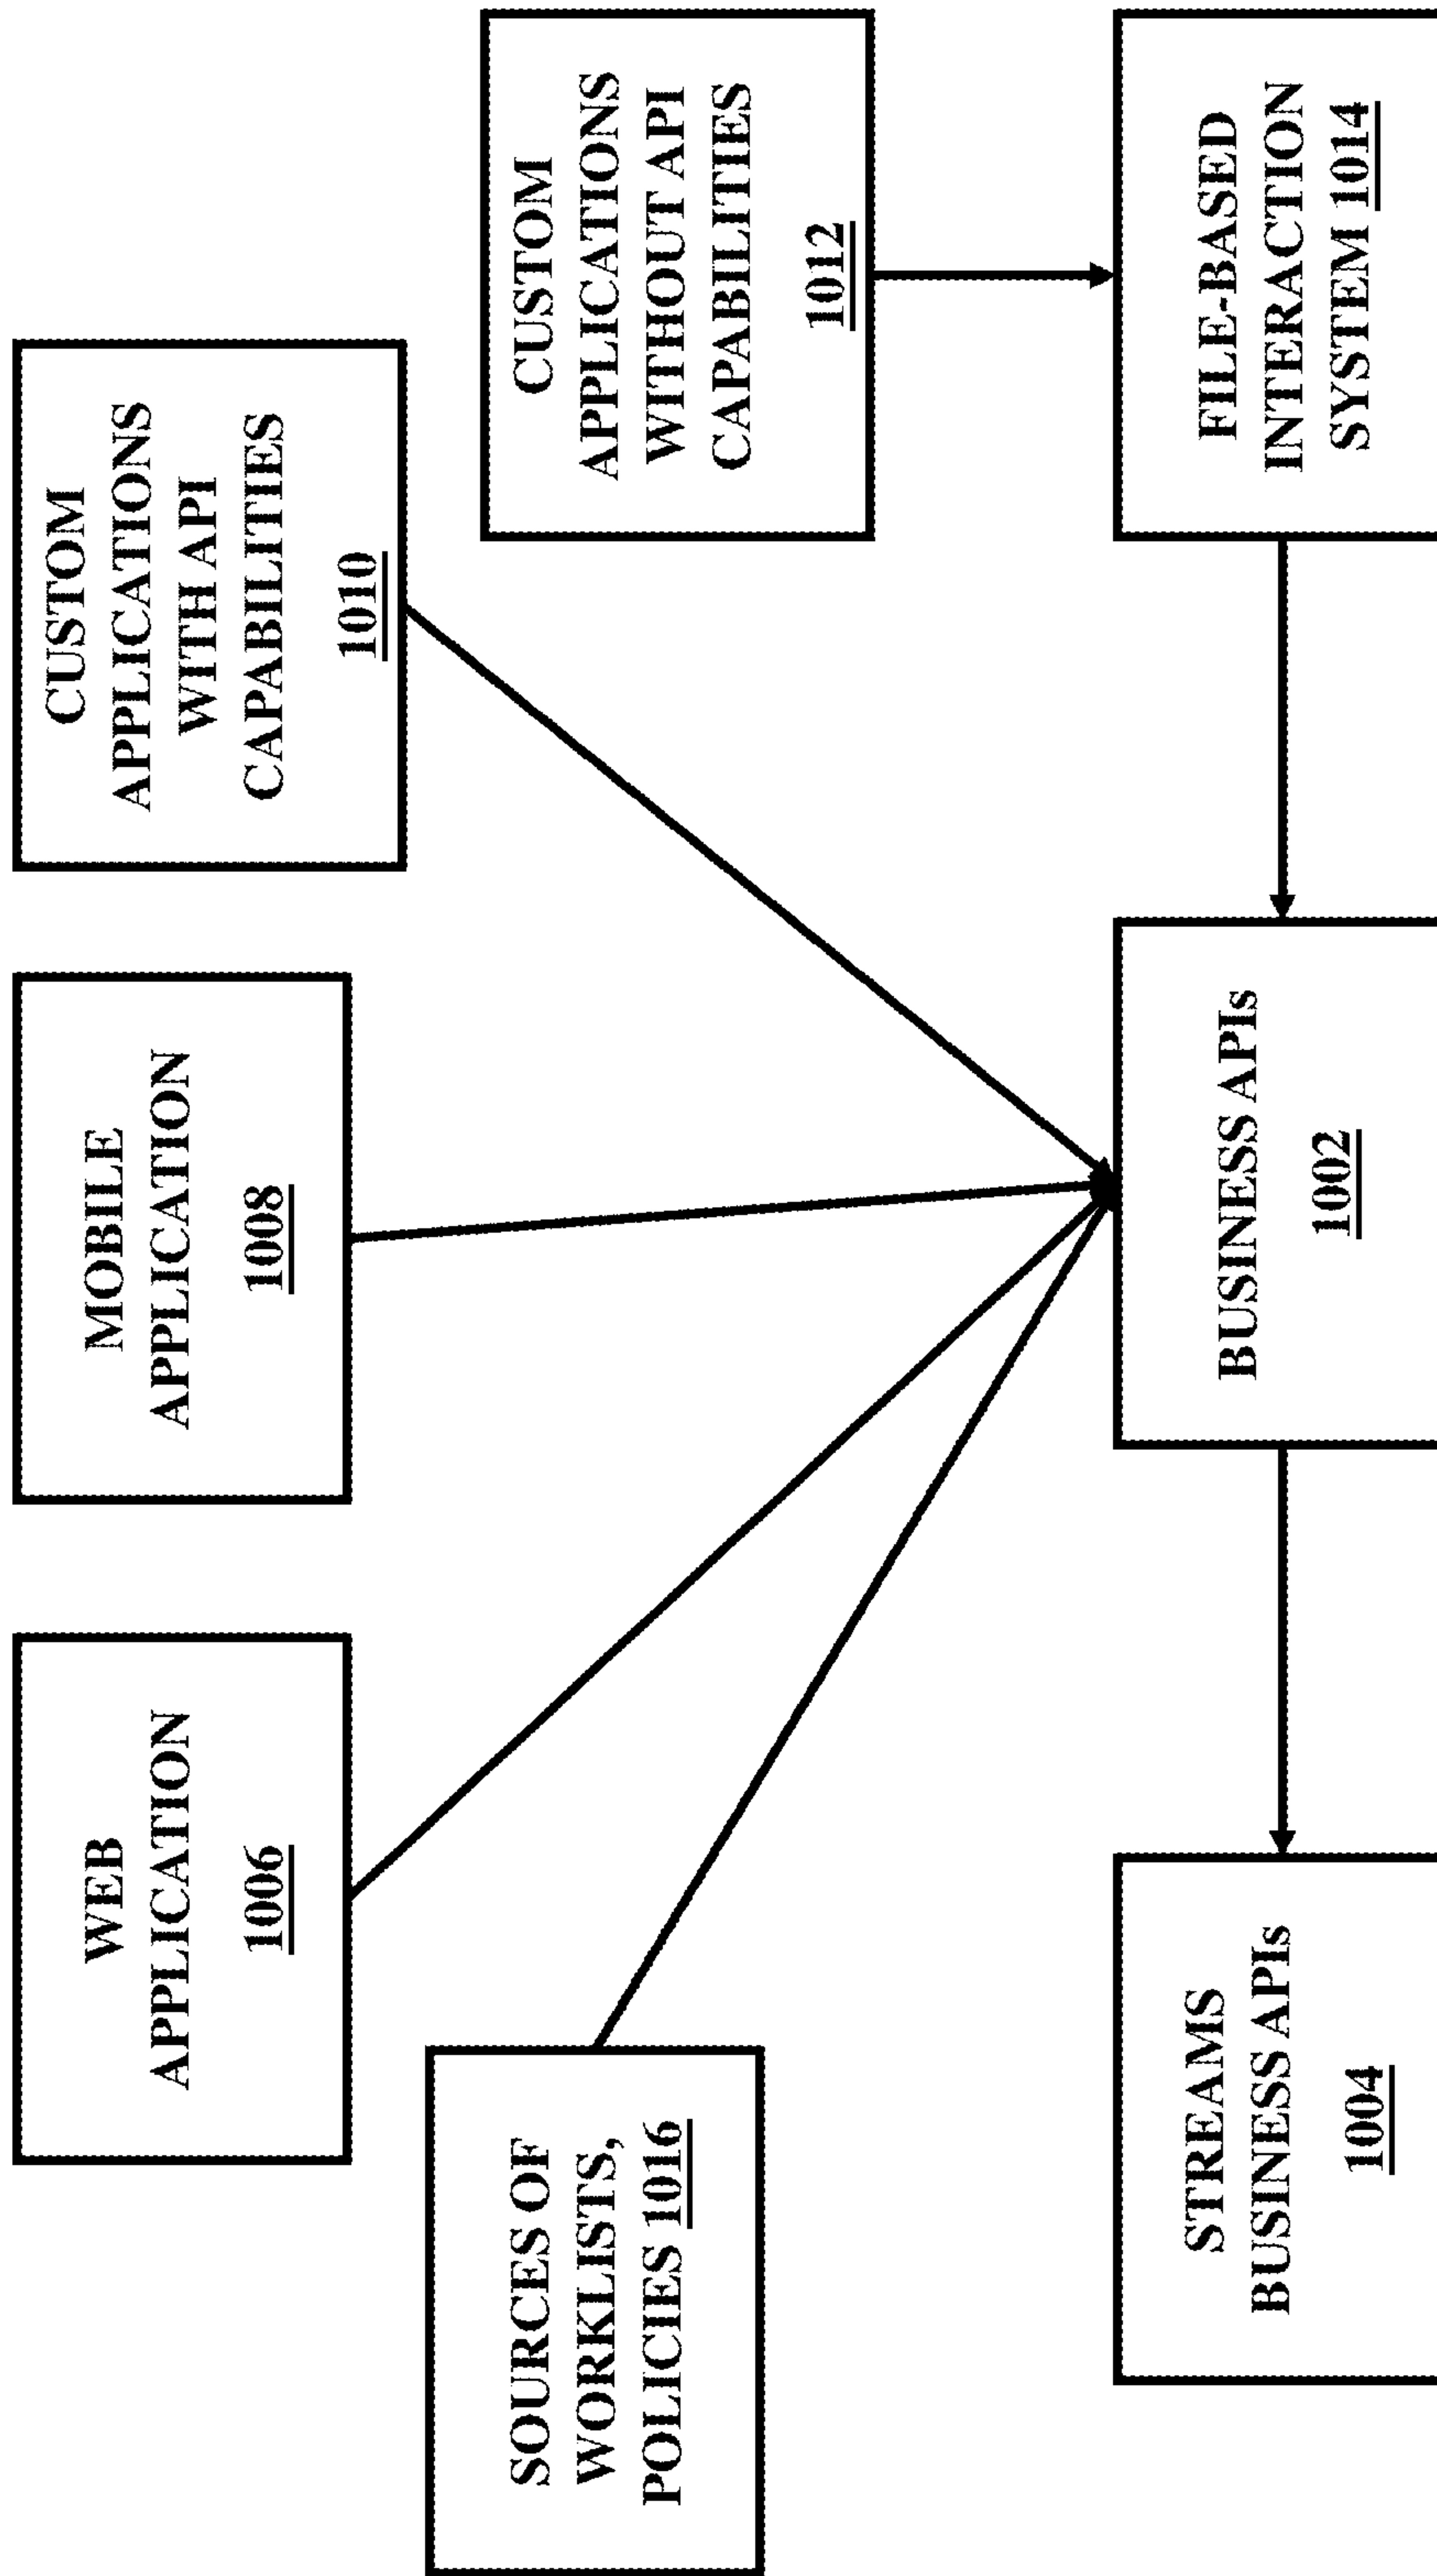 WEB
APPLICATION
1006
MOBILE
APPLICATION
1008
CUSTOM
APPLICATIONS
WITH API
CAPABILITIES
1010
SOURCES OF
WORKLISTS,
POLICIES 1016
CUSTOM
APPLICATIONS
WITHOUT API
CAPABILITIES
1012
STREAMS
BUSINESS APIs
1004
BUSINESS APIs
1002
FILE-BASED
INTERACTION
SYSTEM 1014